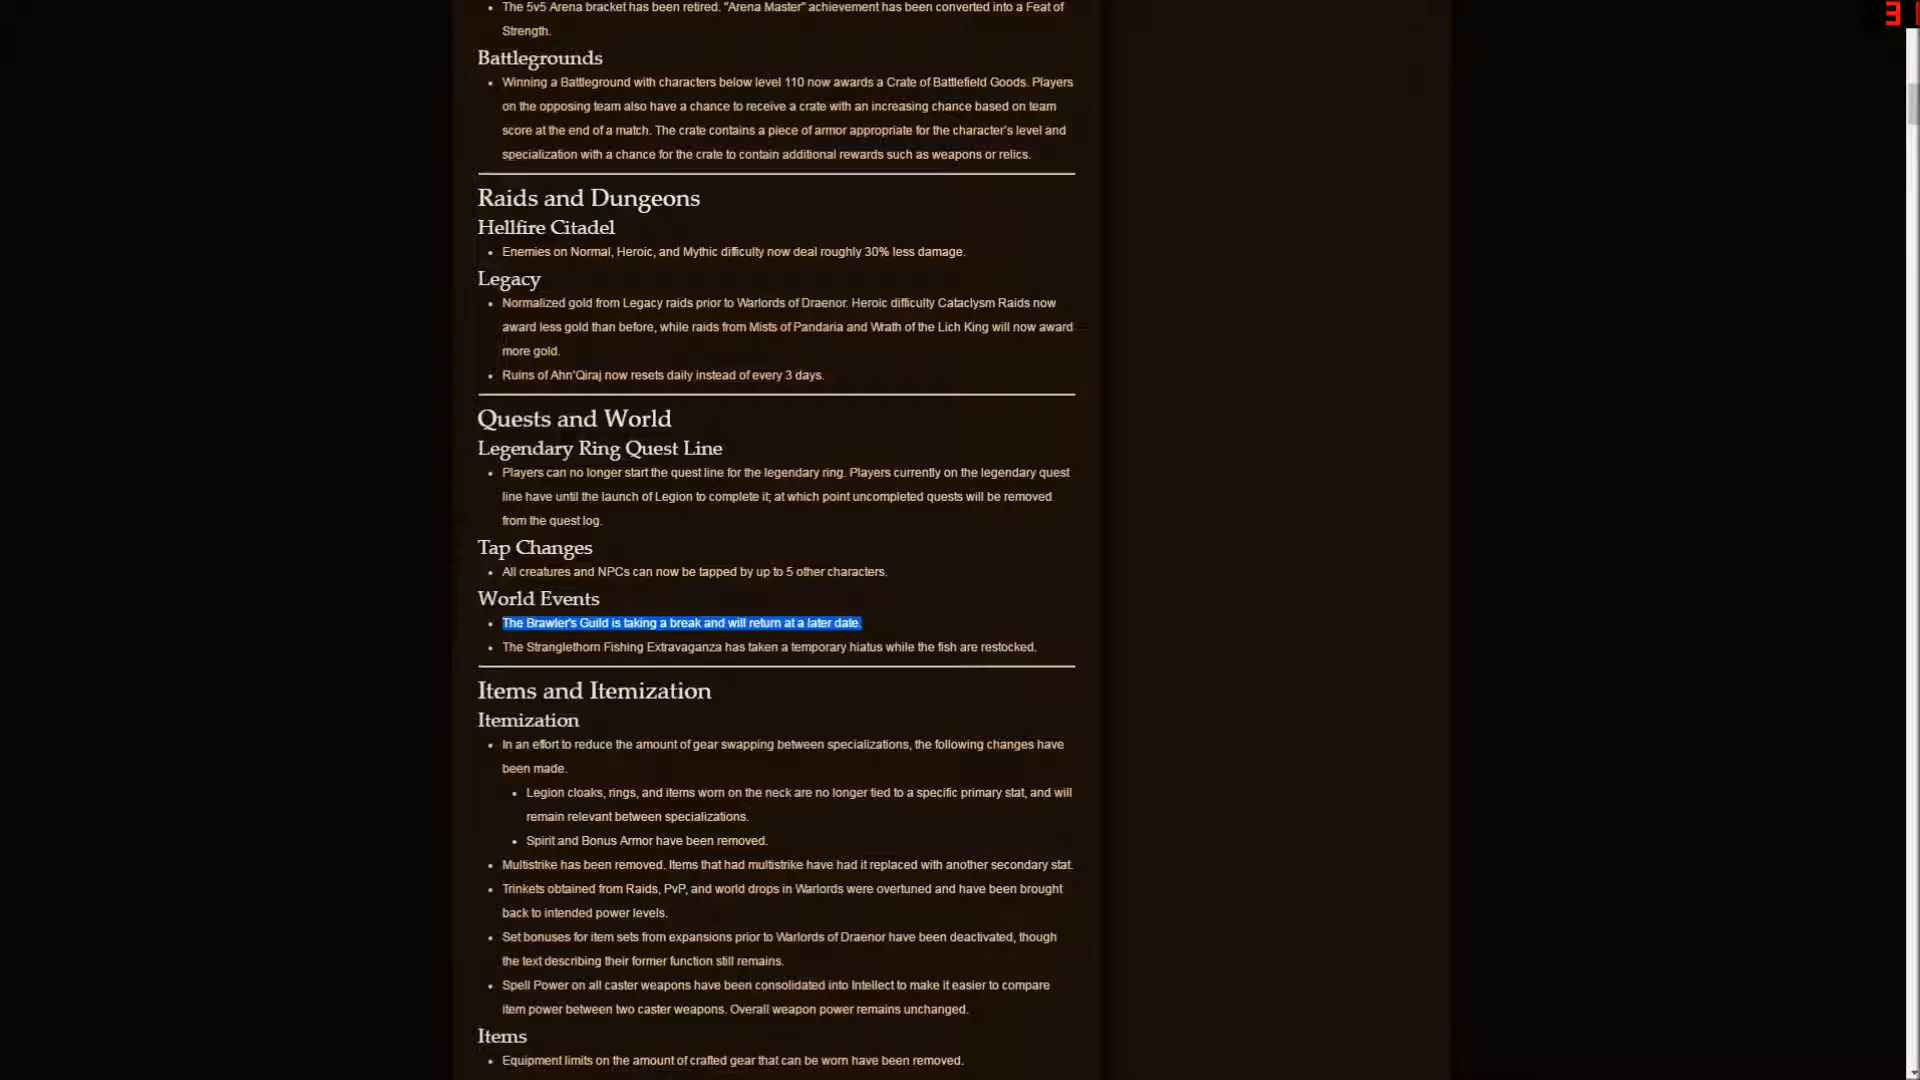 The 5v5 Arena bracket has been retired. "Arena Master" achievement has been converted into a Feat of
Strength.
Battlegrounds
Winning a Battleground with characters below level 110 now awards a Crate of Battlefield Goods. Players
on the opposing team also have a chance to receive a crate with an increasing chance based on team
score at the end of a match. The crate contains a piece of armor appropriate for the character's level and
specialization with a chance for the crate to contain additional rewards such as weapons or relics.
Raids and Dungeons
Hellfire Citadel
Enemies on Normal, Heroic, and Mythic difficulty now deal roughly 30% less damage.
Legacy
Normalized gold from Legacy raids prior to Warlords of Draenor. Heroic difficulty Cataclysm Raids now
award less gold than before, while raids from Mists of Pandaria and Wrath of the Lich King will now award
more gold.
Ruins of Ahn'Qiraj now resets daily instead of every 3 days.
Quests and World
Legendary Ring Quest Line
Players can no longer start the quest line for the legendary ring. Players currently on the legendary quest
line have until the launch of Legion to complete it; at which point uncompleted quests will be removed
from the quest log.
Tap Changes
All creatures and NPCs can now be tapped by up to 5 other characters.
World Events
The Brawler's Guild is taking a break and will return at a later date.
The Stranglethorn Fishing Extravaganza has taken a temporary hiatus while the fish are restocked.
Items and Itemization
Itemization
In an effort to reduce the amount of gear swapping between specializations, the following changes have
been made.
Legion cloaks, rings, and items worn on the neck are no longer tied to a specific primary stat, and will
remain relevant between specializations.
Spirit and Bonus Armor have been removed.
Multistrike has been removed. Items that had multistrike have had it replaced with another secondary stat.
Trinkets obtained from Raids, PvP, and world drops in Warlords were overtuned and have been brought
back to intended power levels.
Set bonuses for item sets from expansions prior to Warlords of Draenor have been deactivated, though
the text describing their former function still remains.
Spell Power on all caster weapons have been consolidated into Intellect to make it easier to compare
item power between two caster weapons. Overall weapon power remains unchanged.
Items
Equipment limits on the amount of crafted gear that can be worn have been removed.